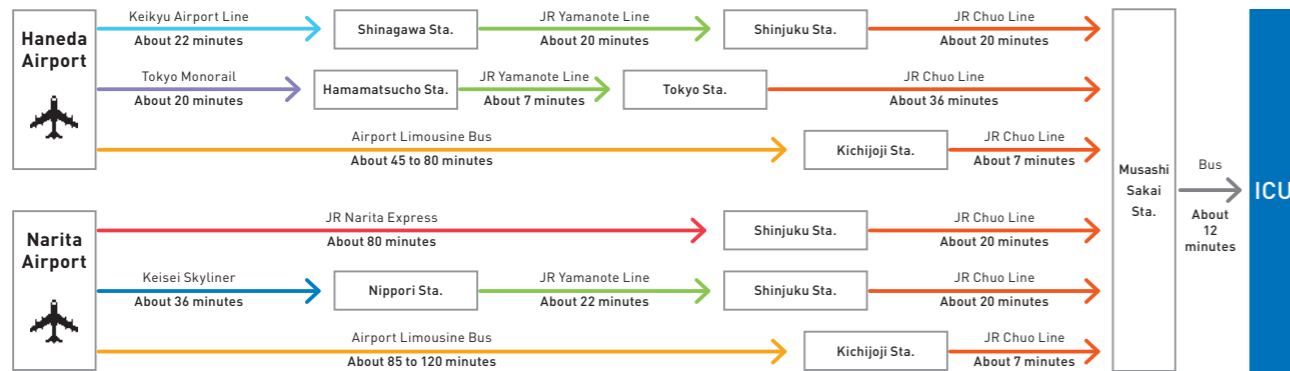 Haneda
Airport
Keikyu Airport Line
About 22 minutes
Shinagawa Sta.
JR Yamanote Line
About 20 minutes
Shinjuku Sta.
JR Chuo Line
About 20 minutes
Tokyo Monorail
About 20 minutes
Hamamatsucho Sta.
JR Yamanote Line
About 7 minutes
Tokyo Sta.
JR Chuo Line
About 36 minutes
Airport Limousine Bus
About 45 to 80 minutes
Kichijoji Sta.
JR Chuo Line
About 7 minutes
Narita
Airport
JR Narita Express
About 80 minutes
Shinjuku Sta.
JR Chuo Line
About 20 minutes
Keisei Skyliner
About 36 minutes
Nippori Sta.
JR Yamanote Line
About 22 minutes
Shinjuku Sta.
JR Chuo Line
About 20 minutes
Airport Limousine Bus
About 85 to 120 minutes
Kichijoji Sta.
JR Chuo Line
About 7 minutes
Musashi
Sakai
Sta.
Bus
About
12
minutes
ICU